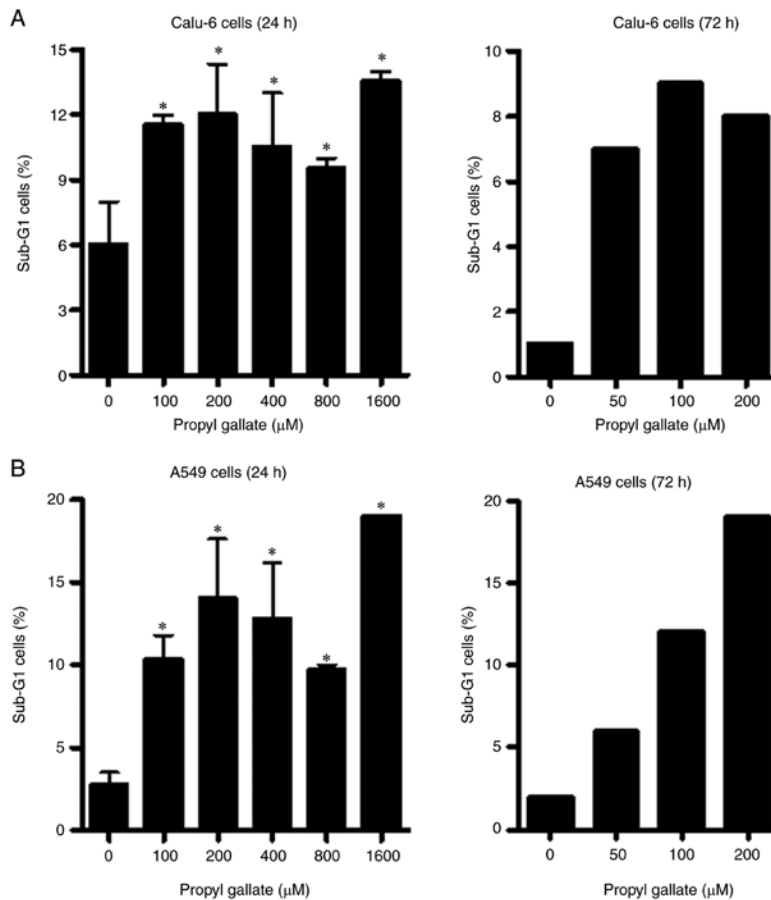 A
Calu-6 cells (24 h)
Sub-G1 cells (%)
15
12
9
6
3
0
*
*
*
*
*
0 100 200 400 800 1600
Propyl gallate (μM)
Calu-6 cells (72 h)
Sub-G1 cells (%)
10
8
6
4
2
0
0 50 100 200
Propyl gallate (μM)
B
A549 cells (24 h)
Sub-G1 cells (%)
20
15
10
5
0
*
*
*
*
*
0 100 200 400 800 1600
Propyl gallate (μM)
A549 cells (72 h)
Sub-G1 cells (%)
20
15
10
5
0
0 50 100 200
Propyl gallate (μM)